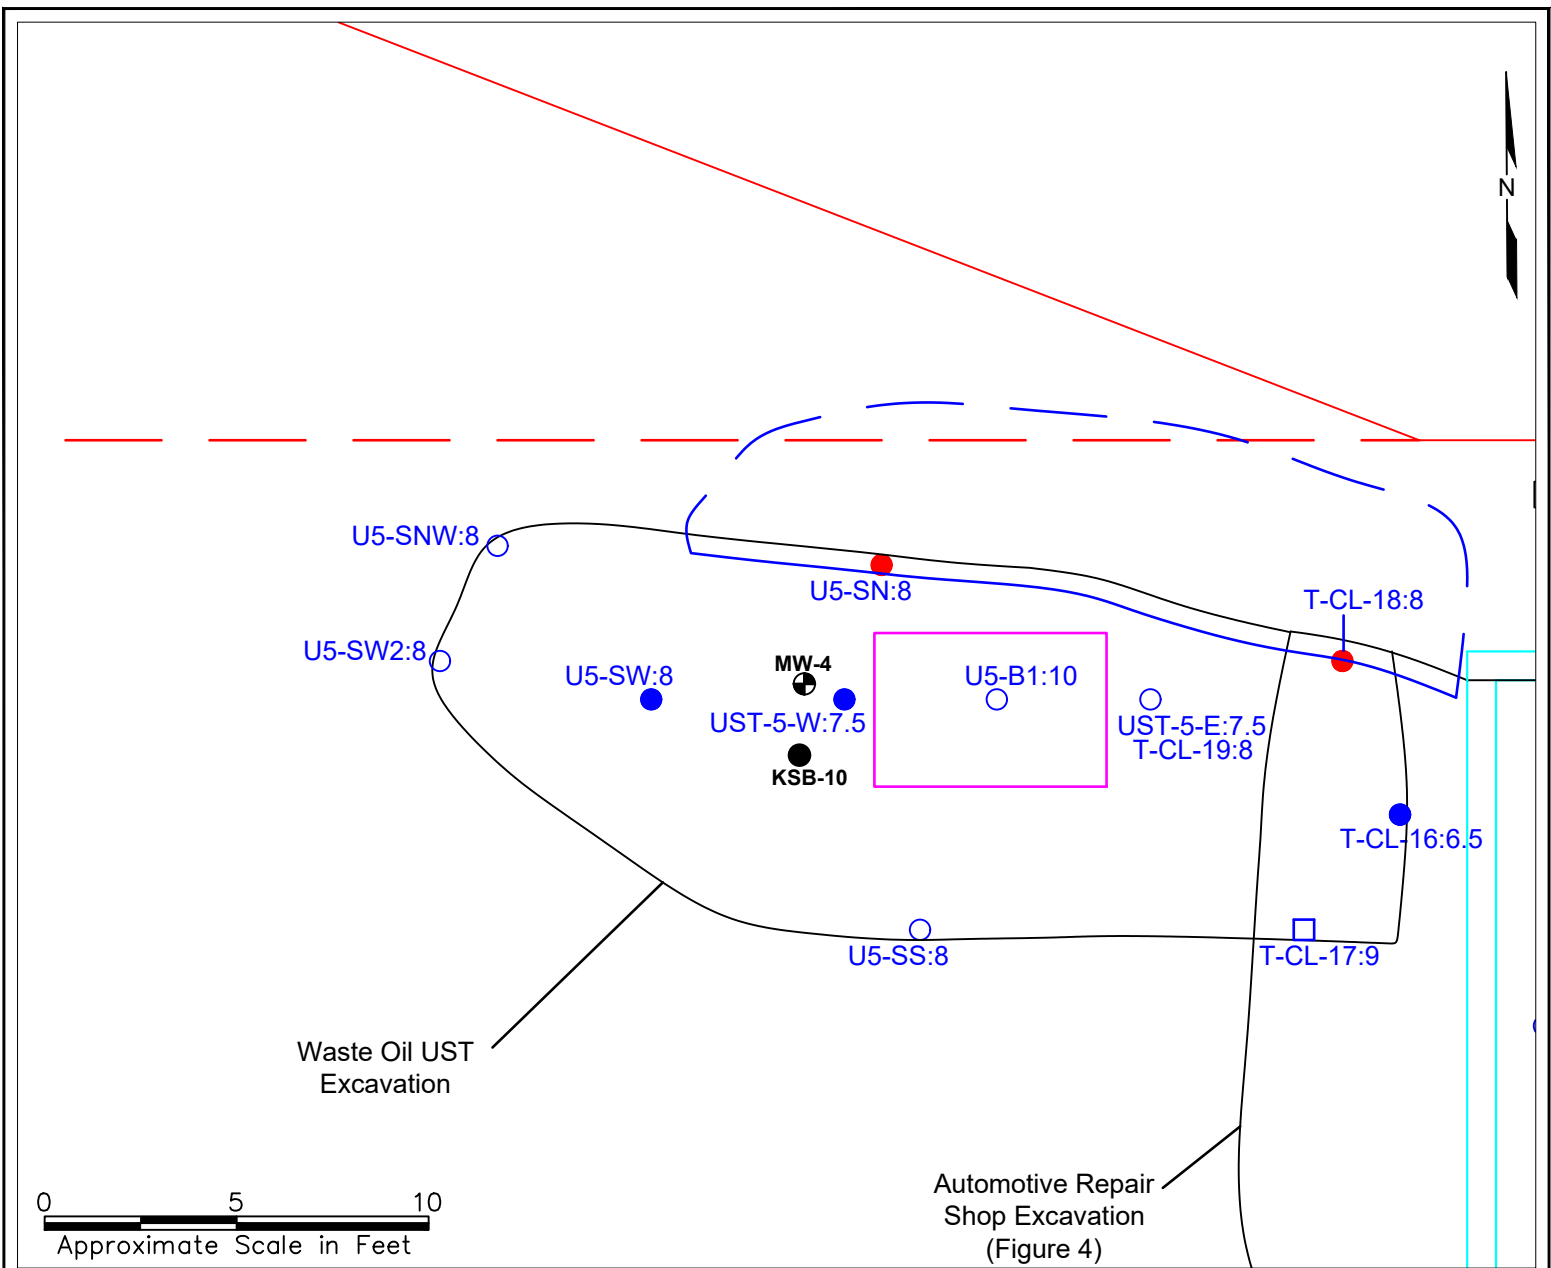 N
U5-SNW:8
U5-SN:8
T-CL-18:8
U5-SW2:8
MW-4
U5-SW:8
U5-B1:10
UST-5-W:7.5
UST-5-E:7.5
T-CL-19:8
KSB-10
T-CL-16:6.5
U5-SS:8
T-CL-17:9
Waste Oil UST
Excavation
Automotive Repair
Shop Excavation
(Figure 4)
0 5 10
Approximate Scale in Feet